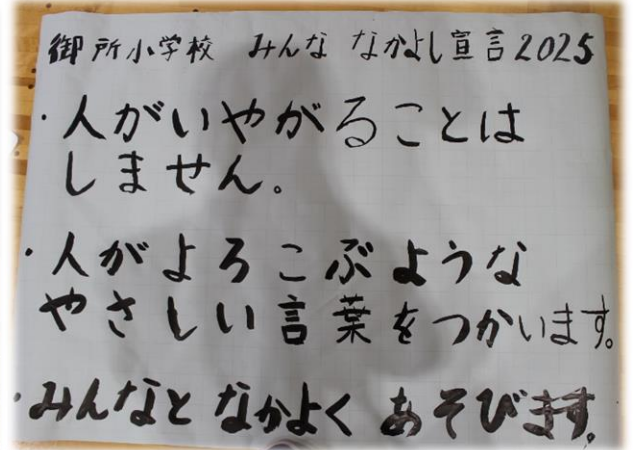 御所小学校 みんな なかよし宣言2025
・人がいやがることは
しません。
・人がよろこぶような
やさしい言葉をつかいます。
・みんなとなかよく あそびます。